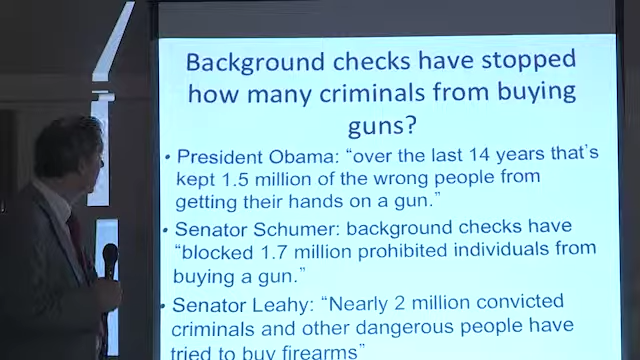 Background checks have stopped
how many criminals from buying
guns?
• President Obama: “over the last 14 years that’s
kept 1.5 million of the wrong people from
getting their hands on a gun.”
• Senator Schumer: background checks have
“blocked 1.7 million prohibited individuals from
buying a gun.”
• Senator Leahy: “Nearly 2 million convicted
criminals and other dangerous people have
tried to buy firearms”